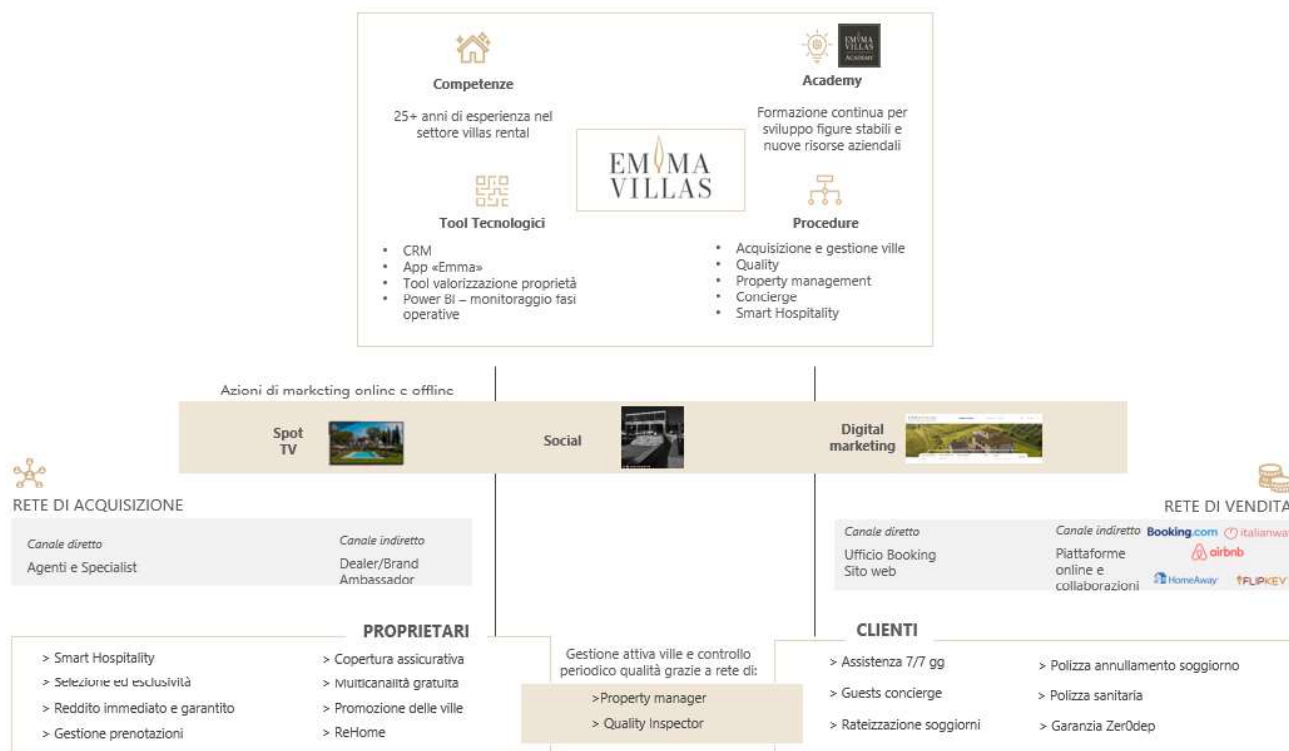 Competenze
25+ anni di esperienza nel
settore villas rental
EMMA
VILLAS
ACADEMY
Academy
Formazione continua per
sviluppo figure stabili e
nuove risorse aziendali
EMMA
VILLAS
Tool Tecnologici
• CRM
• App «Emma»
• Tool valorizzazione proprietà
• Power BI – monitoraggio fasi
operative
Procedure
• Acquisizione e gestione ville
• Quality
• Property management
• Concierge
• Smart Hospitality
Azioni di marketing online e offline
Spot
TV
Social
Digital
marketing
RETE DI ACQUISIZIONE
Canale diretto
Agenti e Specialist
Canale indiretto
Dealer/Brand
Ambassador
RETE DI VENDITA
Canale diretto
Ufficio Booking
Sito web
Canale indiretto
Piattaforme
online e
collaborazioni
Booking.com
italianway
airbnb
HomeAway
FLIPKEY
PROPRIETARI
> Smart Hospitality
> Selezione ed esclusività
> Reddito immediato e garantito
> Gestione prenotazioni
> Copertura assicurativa
> Multicanalità gratuita
> Promozione delle ville
> ReHome
Gestione attiva ville e controllo
periodico qualità grazie a rete di:
>Property manager
> Quality Inspector
CLIENTI
> Assistenza 7/7 gg
> Guests concierge
> Rateizzazione soggiorni
> Polizza annullamento soggiorno
> Polizza sanitaria
> Garanzia Zer0dep